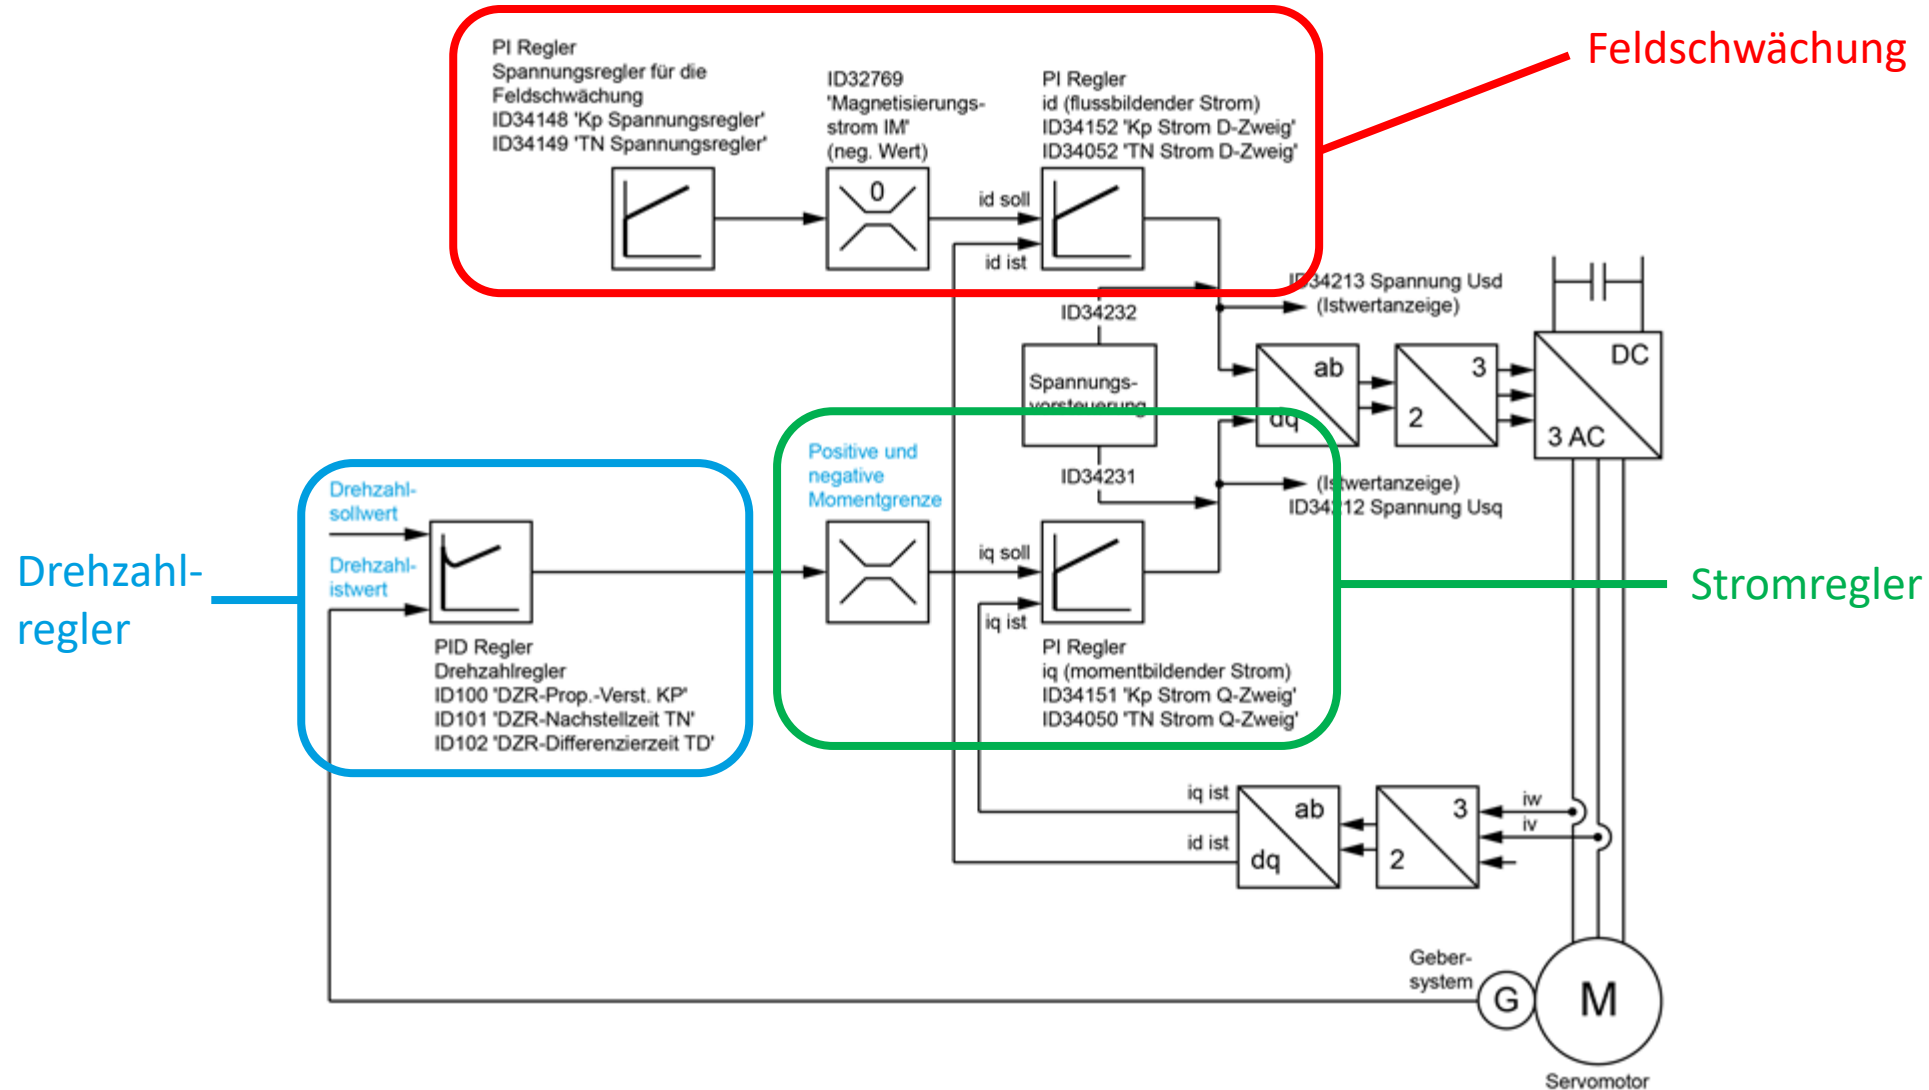 Feldschwächung
PI Regler
Spannungsregler für die
Feldschwächung
ID34148 'Kp Spannungsregler'
ID34149 'TN Spannungsregler'
ID32769
'Magnetisierungs-
strom IM'
(neg. Wert)
0
PI Regler
id (flussbildender Strom)
ID34152 'Kp Strom D-Zweig'
ID34052 'TN Strom D-Zweig'
id soll
id ist
ID34213 Spannung Usd
(Istwertanzeige)
ID34232
Spannungs-
vorsteuerung
ID34231
ab
dq
3
2
DC
3 AC
(Istwertanzeige)
ID34212 Spannung Usq
Positive und
negative
Momentgrenze
Drehzahl-
sollwert
Drehzahl-
istwert
Drehzahl-
regler
PID Regler
Drehzahlregler
ID100 'DZR-Prop.-Verst. KP'
ID101 'DZR-Nachstellzeit TN'
ID102 'DZR-Differenzierzeit TD'
iq soll
iq ist
PI Regler
iq (momentbildender Strom)
ID34151 'Kp Strom Q-Zweig'
ID34050 'TN Strom Q-Zweig'
Stromregler
iq ist
id ist
ab
dq
3
2
iw
iv
Geber-
system
G
M
Servomotor